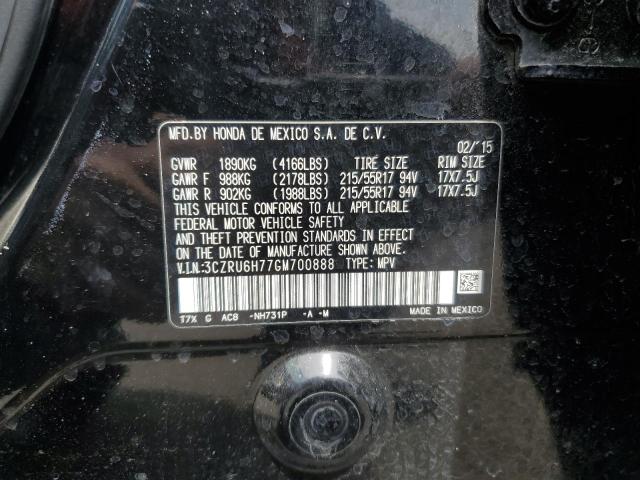 MFD.BY HONDA DE MEXICO S.A. DE C.V.
02/'15
GVWR 1890KG (4166LBS) TIRE SIZE RIM SIZE
GAWR F 988KG (2178LBS) 215/55R17 94V 17X7.5J
GAWR R 902KG (1988LBS) 215/55R17 94V 17X7.5J
THIS VEHICLE CONFORMS TO ALL APPLICABLE
FEDERAL MOTOR VEHICLE SAFETY
AND THEFT PREVENTION STANDARDS IN EFFECT
ON THE DATE OF MANUFACTURE SHOWN ABOVE.
V.I.N:3CZRU6H77GM700888 TYPE: MPV
T7X G AC8 -NH731P -A -M MADE IN MEXICO